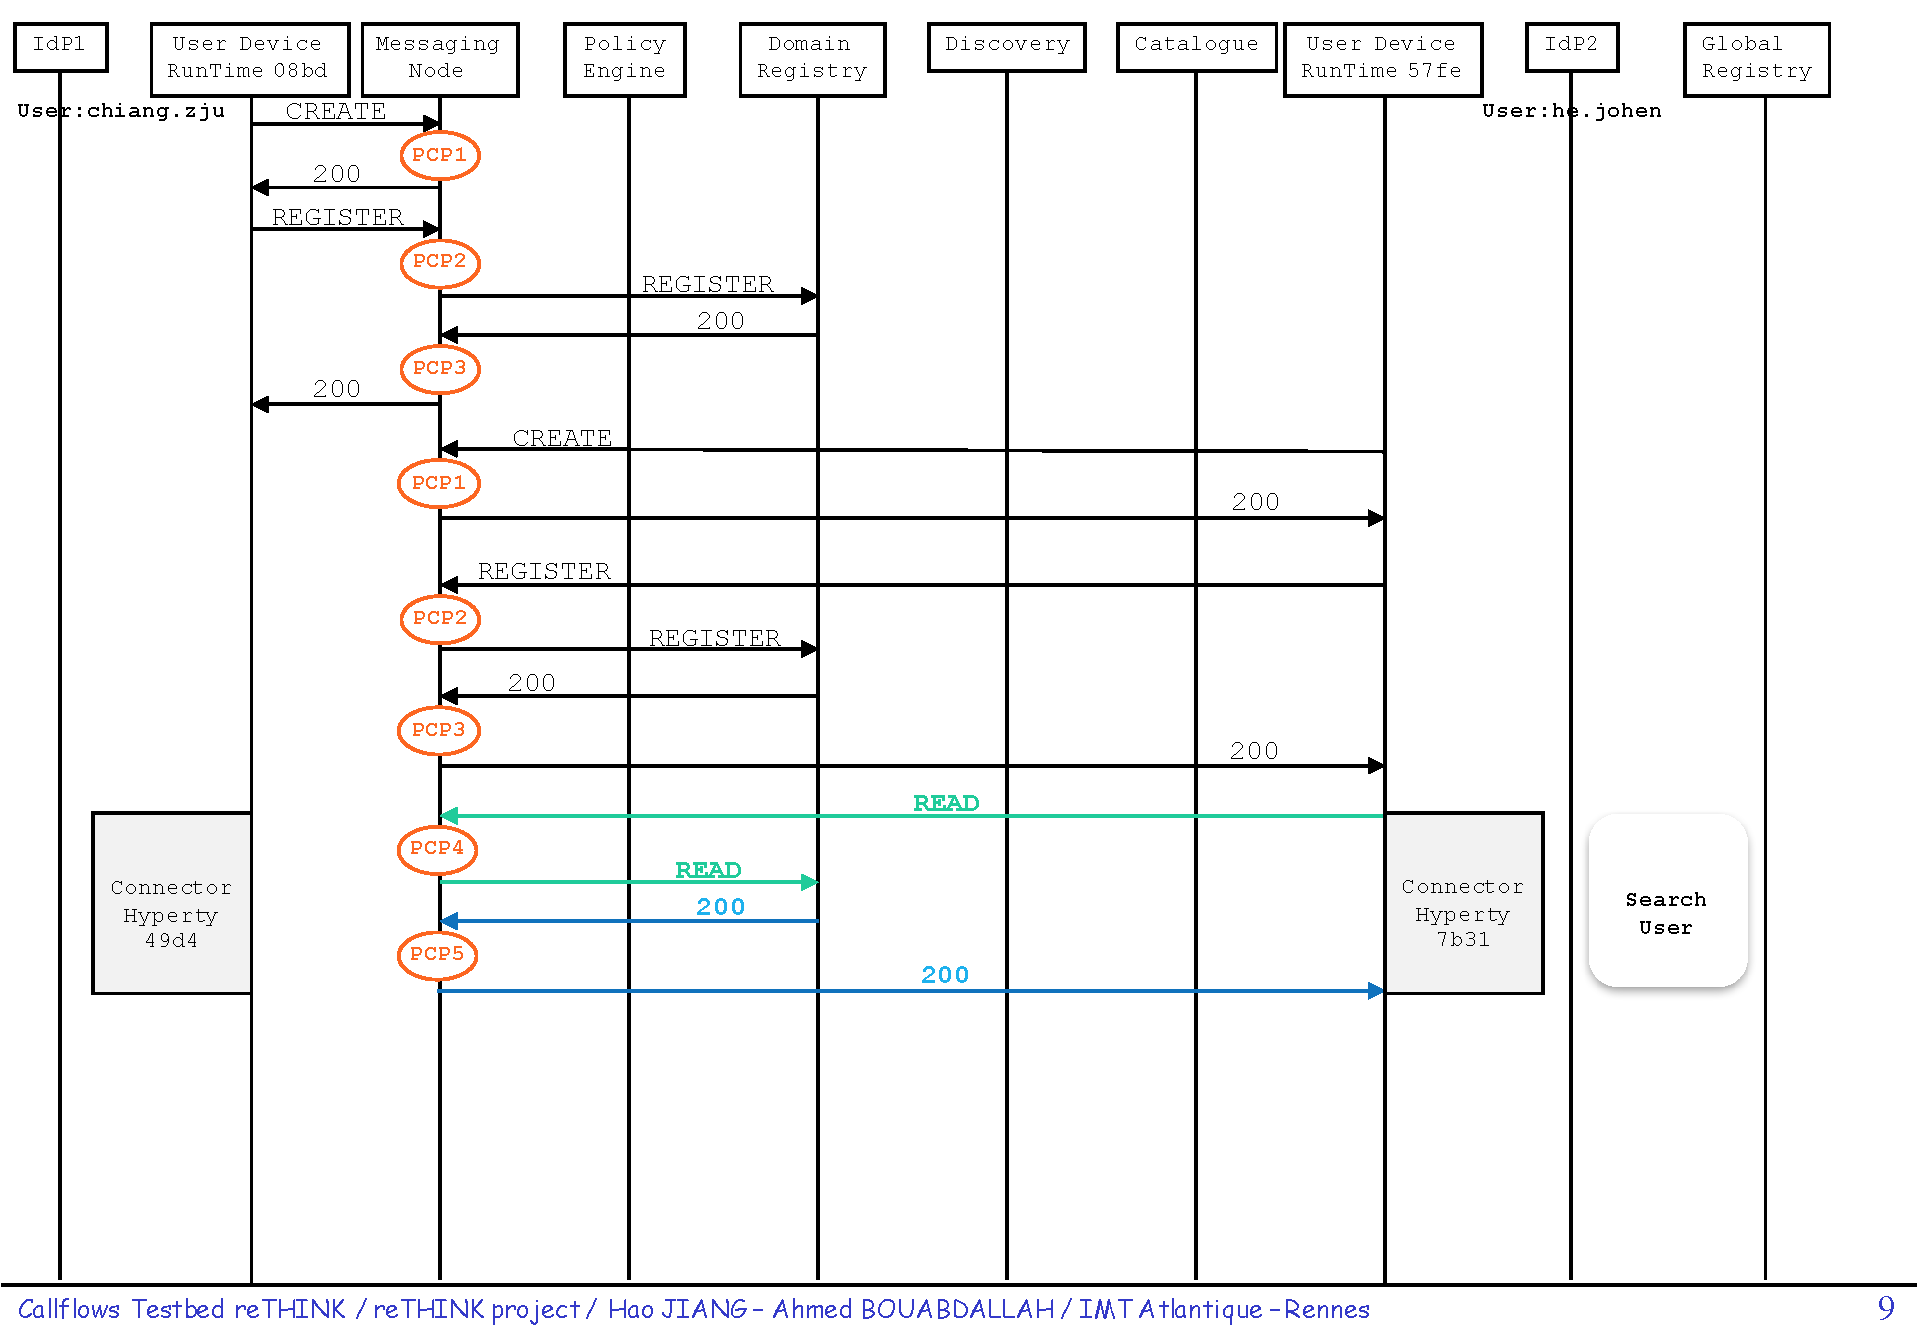 IdP1
User Device
RunTime 08bd
Messaging
Node
Policy
Engine
Domain
Registry
Discovery
Catalogue
User Device
RunTime 57fe
IdP2
Global
Registry
User:chiang.zju
User:he.johen
CREATE
PCP1
200
REGISTER
PCP2
REGISTER
200
PCP3
200
CREATE
PCP1
200
REGISTER
PCP2
REGISTER
200
PCP3
200
READ
PCP4
READ
200
PCP5
200
Connector
Hyperty
49d4
Connector
Hyperty
7b31
Search
User
Callflows Testbed reTHINK / reTHINK project / Hao JIANG – Ahmed BOUABDALLAH / IMT Atlantique – Rennes
9